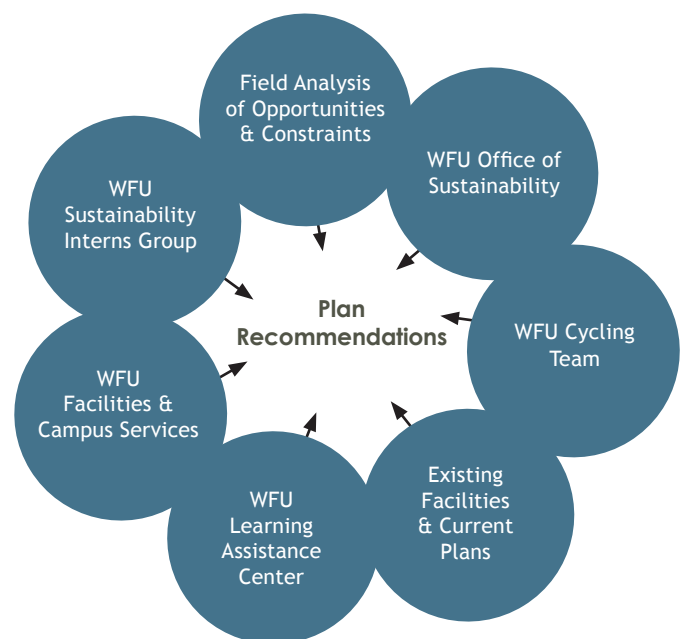 Field Analysis
of Opportunities
& Constraints
WFU Office of
Sustainability
WFU
Sustainability
Interns Group
Plan
Recommendations
WFU Cycling
Team
WFU
Facilities &
Campus Services
Existing
Facilities
& Current
Plans
WFU
Learning
Assistance
Center